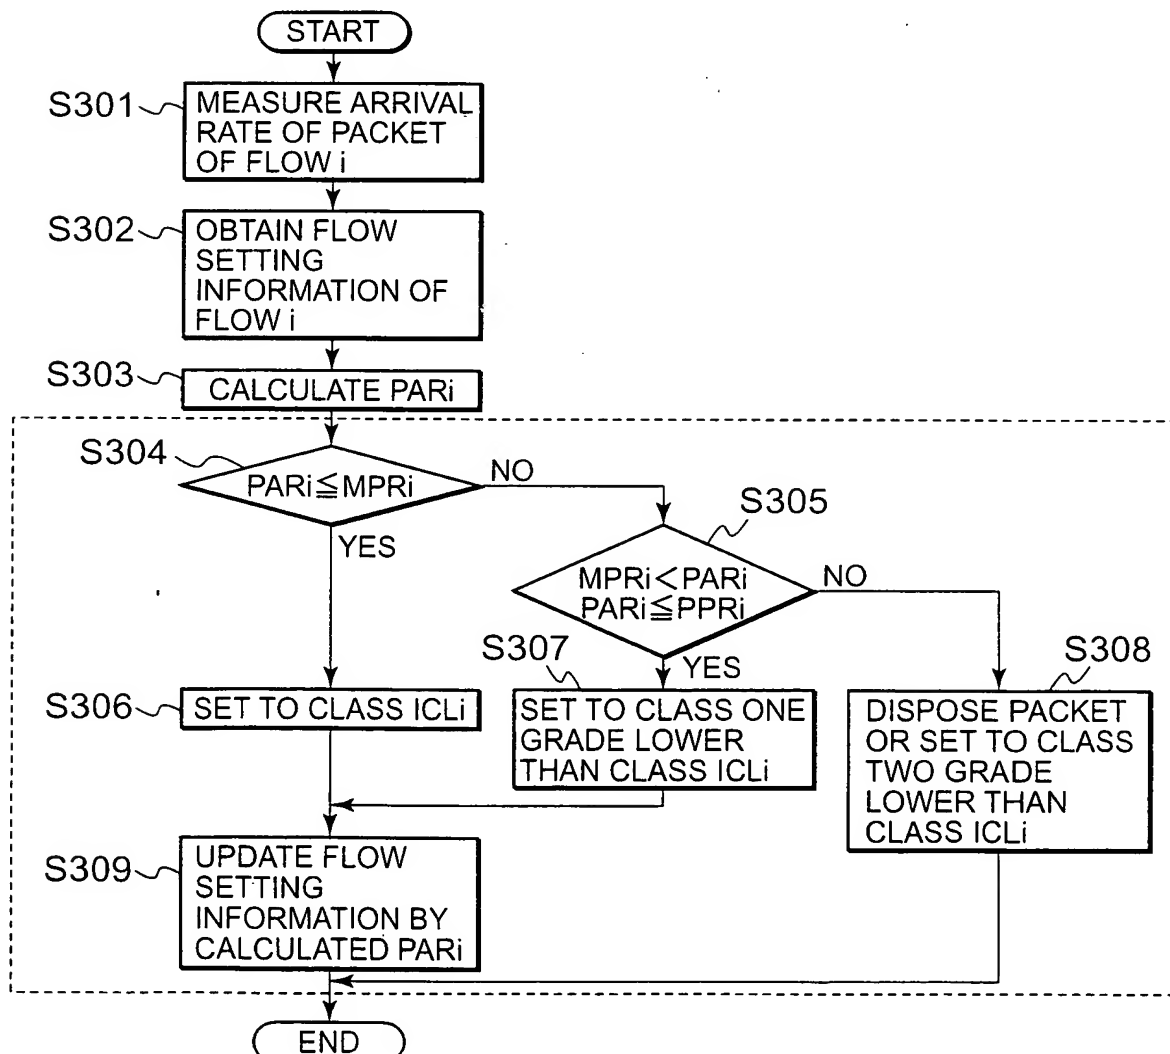 START
S301
MEASURE ARRIVAL
RATE OF PACKET
OF FLOW i
S302
OBTAIN FLOW
SETTING
INFORMATION OF
FLOW i
S303
CALCULATE PARi
S304
PARi≦MPRi
NO
YES
S305
MPRi<PARi
PARi≦PPRi
NO
YES
S306
SET TO CLASS ICLi
S307
SET TO CLASS ONE
GRADE LOWER
THAN CLASS ICLi
S308
DISPOSE PACKET
OR SET TO CLASS
TWO GRADE
LOWER THAN
CLASS ICLi
S309
UPDATE FLOW
SETTING
INFORMATION BY
CALCULATED PARi
END